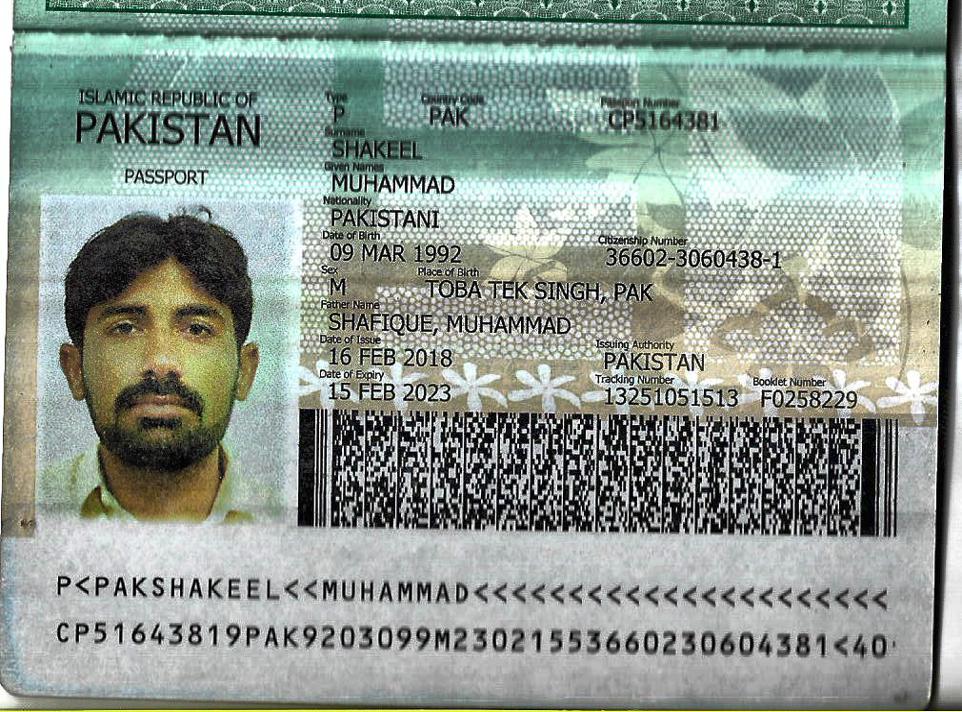 ISLAMIC REPUBLIC OF
PAKISTAN
PASSPORT
Type Country Code Passport Number
P PAK CP5164381
Surname
SHAKEEL
Given Names
MUHAMMAD
Nationality
PAKISTANI
Date of Birth Citizenship Number
09 MAR 1992 36602-3060438-1
Sex Place of Birth
M TOBA TEK SINGH, PAK
Father Name
SHAFIQUE, MUHAMMAD
Date of Issue Issuing Authority
16 FEB 2018 PAKISTAN
Date of Expiry Tracking Number Booklet Number
15 FEB 2023 13251051513 F0258229
P<PAKSHAKEEL<<MUHAMMAD<<<<<<<<<<<<<<<<<<<<<<
CP51643819PAK9203099M23021553660230604381<40